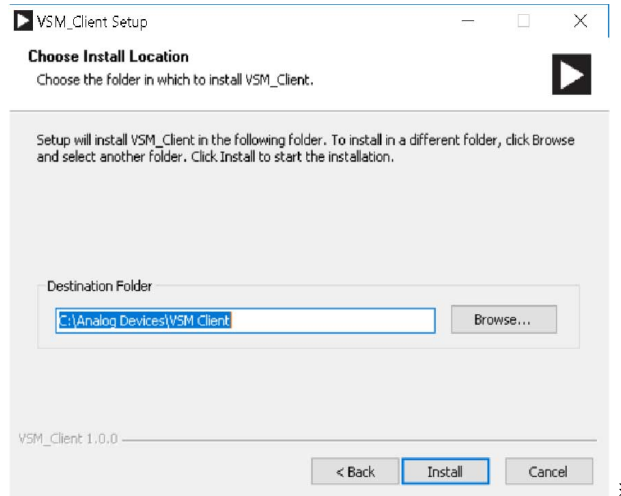 VSM_Client Setup
Choose Install Location
Choose the folder in which to install VSM_Client.
Setup will install VSM_Client in the following folder. To install in a different folder, click Browse
and select another folder. Click Install to start the installation.
Destination Folder
C:\Analog Devices\VSM Client
Browse...
VSM_Client 1.0.0
< Back
Install
Cancel